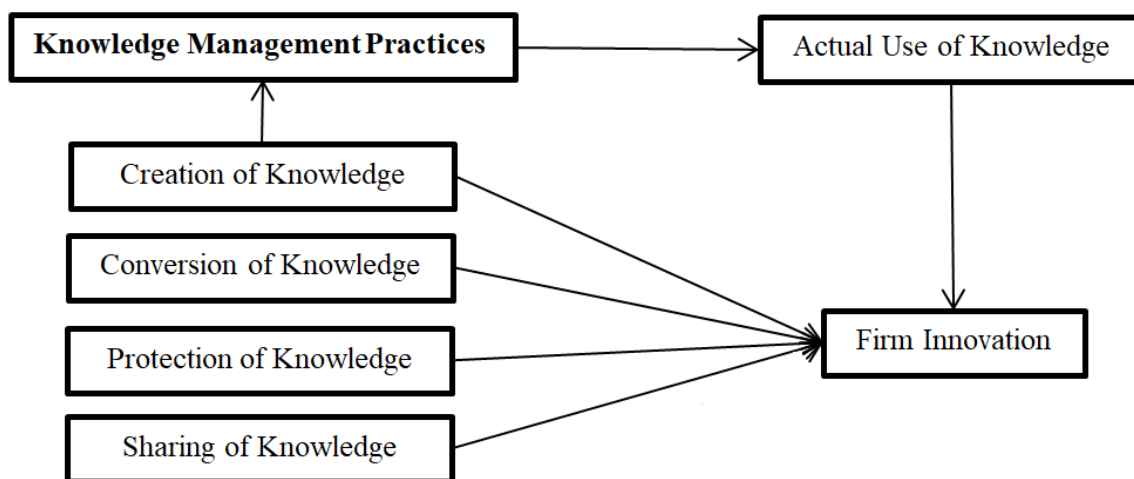 Knowledge Management Practices
Actual Use of Knowledge
Creation of Knowledge
Conversion of Knowledge
Protection of Knowledge
Firm Innovation
Sharing of Knowledge